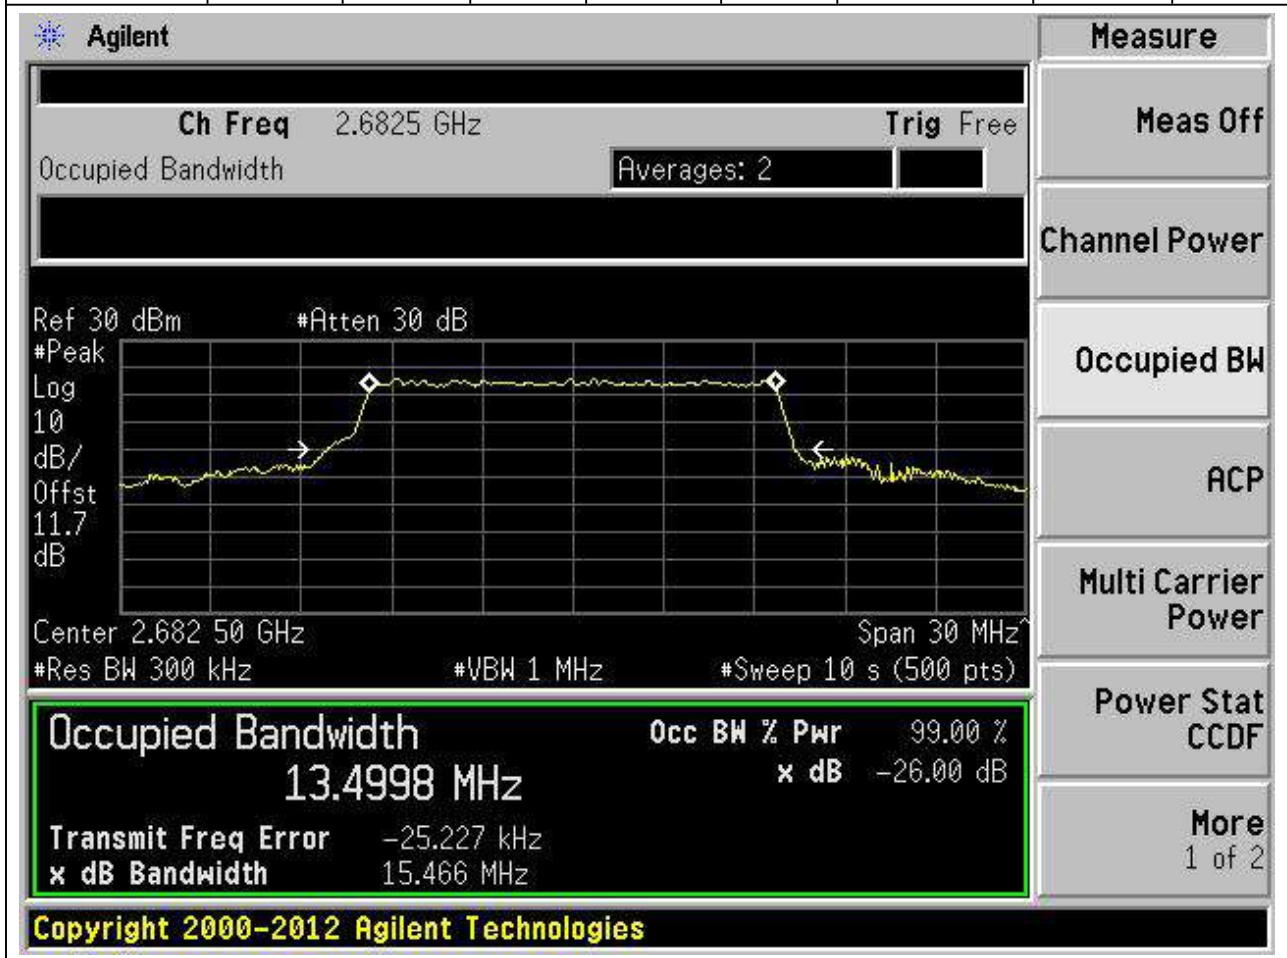 Agilent
Measure
Ch Freq 2.6825 GHz Trig Free
Meas Off
Occupied Bandwidth Averages: 2
Channel Power
Ref 30 dBm #Atten 30 dB
#Peak
Log
10
dB/
Offst
11.7
dB
Occupied BW
ACP
Center 2.682 50 GHz Span 30 MHz^
#Res BW 300 kHz #VBW 1 MHz #Sweep 10 s (500 pts)
Multi Carrier
Power
Occupied Bandwidth Occ BW % Pwr 99.00 %
13.4998 MHz x dB -26.00 dB
Power Stat
CCDF
Transmit Freq Error -25.227 kHz
x dB Bandwidth 15.466 MHz
More
1 of 2
Copyright 2000-2012 Agilent Technologies